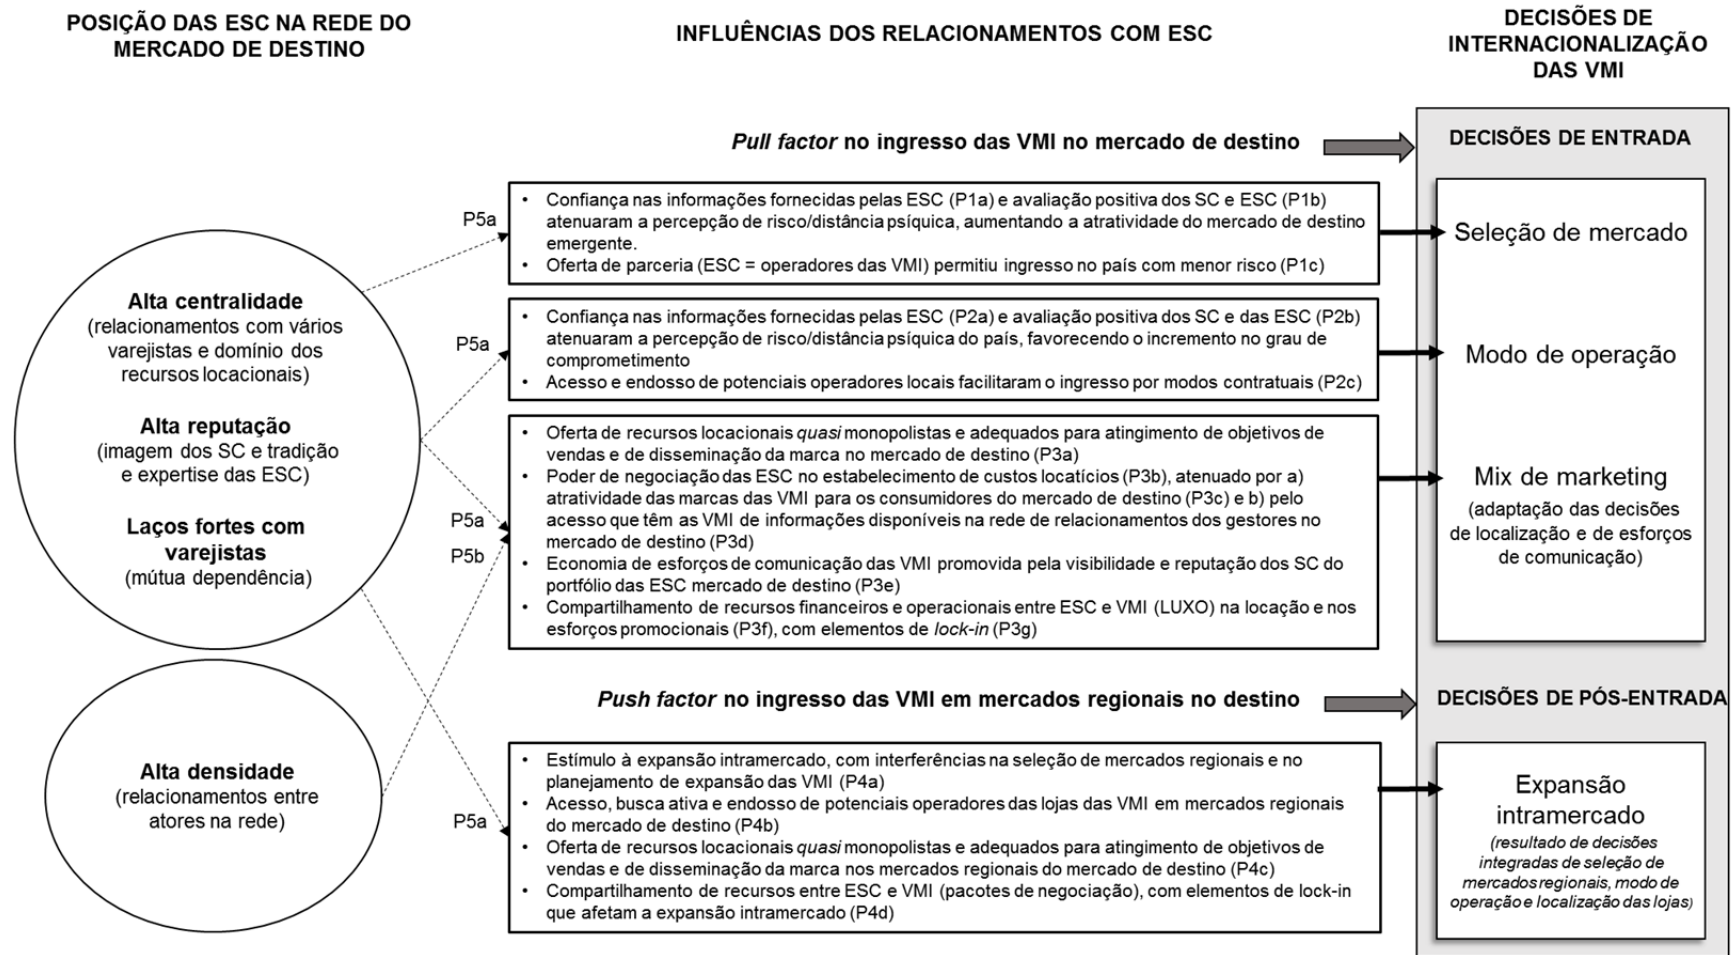 POSIÇÃO DAS ESC NA REDE DO
MERCADO DE DESTINO
INFLUÊNCIAS DOS RELACIONAMENTOS COM ESC
DECISÕES DE
INTERNACIONALIZAÇÃO
DAS VMI
Pull factor no ingresso das VMI no mercado de destino
DECISÕES DE ENTRADA
Alta centralidade
(relacionamentos com vários
varejistas e domínio dos
recursos locacionais)
Alta reputação
(imagem dos SC e tradição
e expertise das ESC)
Laços fortes com
varejistas
(mútua dependência)
Alta densidade
(relacionamentos entre
atores na rede)
P5a
P5a
P5a
P5b
P5a
• Confiança nas informações fornecidas pelas ESC (P1a) e avaliação positiva dos SC e ESC (P1b)
atenuaram a percepção de risco/distância psíquica, aumentando a atratividade do mercado de destino
emergente.
• Oferta de parceria (ESC = operadores das VMI) permitiu ingresso no país com menor risco (P1c)
Seleção de mercado
• Confiança nas informações fornecidas pelas ESC (P2a) e avaliação positiva dos SC e das ESC (P2b)
atenuaram a percepção de risco/distância psíquica do país, favorecendo o incremento no grau de
comprometimento
• Acesso e endosso de potenciais operadores locais facilitaram o ingresso por modos contratuais (P2c)
Modo de operação
• Oferta de recursos locacionais quasi monopolistas e adequados para atingimento de objetivos de
vendas e de disseminação da marca no mercado de destino (P3a)
• Poder de negociação das ESC no estabelecimento de custos locatícios (P3b), atenuado por a)
atratividade das marcas das VMI para os consumidores do mercado de destino (P3c) e b) pelo
acesso que têm as VMI de informações disponíveis na rede de relacionamentos dos gestores no
mercado de destino (P3d)
• Economia de esforços de comunicação das VMI promovida pela visibilidade e reputação dos SC do
portfólio das ESC mercado de destino (P3e)
• Compartilhamento de recursos financeiros e operacionais entre ESC e VMI (LUXO) na locação e nos
esforços promocionais (P3f), com elementos de lock-in (P3g)
Mix de marketing
(adaptação das decisões
de localização e de esforços
de comunicação)
Push factor no ingresso das VMI em mercados regionais no destino
DECISÕES DE PÓS-ENTRADA
• Estímulo à expansão intramercado, com interferências na seleção de mercados regionais e no
planejamento de expansão das VMI (P4a)
• Acesso, busca ativa e endosso de potenciais operadores das lojas das VMI em mercados regionais
do mercado de destino (P4b)
• Oferta de recursos locacionais quasi monopolistas e adequados para atingimento de objetivos de
vendas e de disseminação da marca nos mercados regionais do mercado de destino (P4c)
• Compartilhamento de recursos entre ESC e VMI (pacotes de negociação), com elementos de lock-in
que afetam a expansão intramercado (P4d)
Expansão
intramercado
(resultado de decisões
integradas de seleção de
mercados regionais, modo de
operação e localização das lojas)